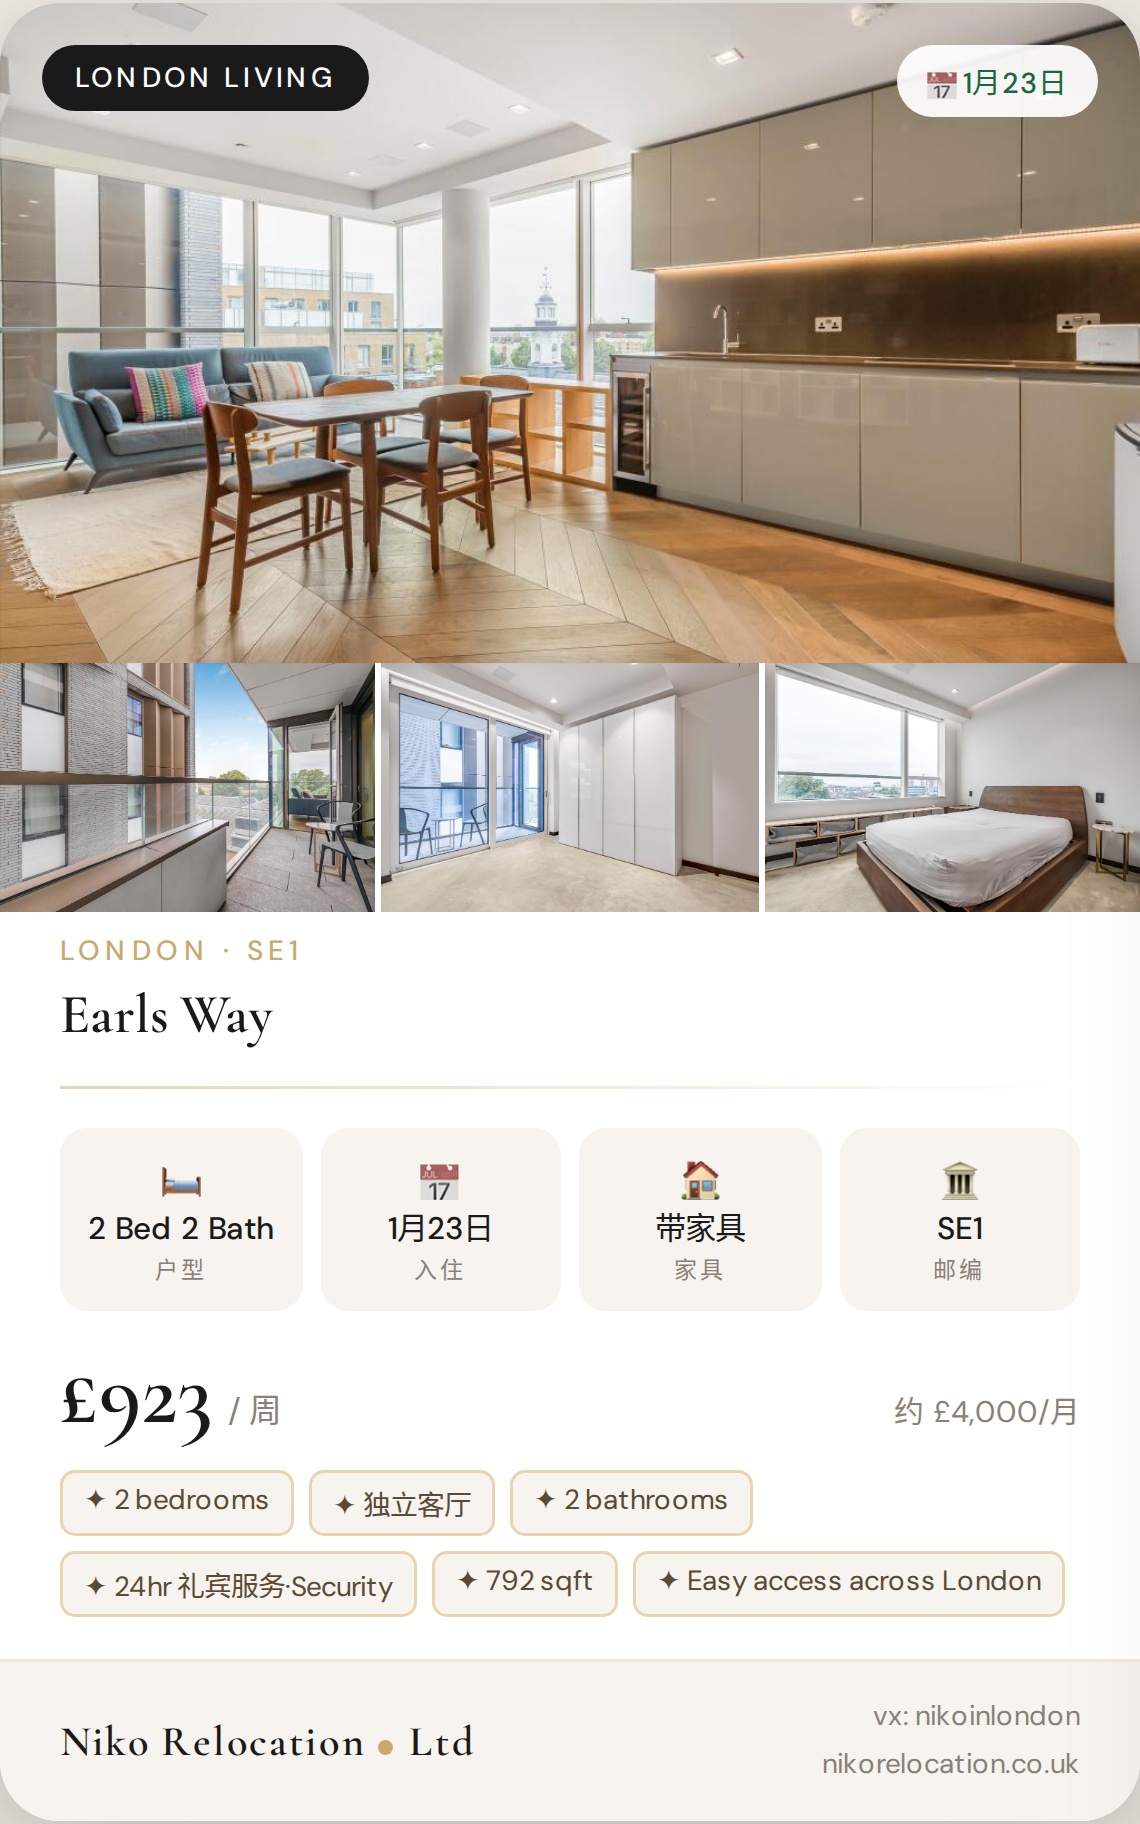 LONDON LIVING
1月23日
LONDON · SE1
Earls Way
2 Bed 2 Bath
户型
JUL
17
1月23日
入住
带家具
家具
SE1
邮编
£923 / 周
约 £4,000/月
✦ 2 bedrooms
✦ 独立客厅
✦ 2 bathrooms
✦ 24hr 礼宾服务·Security
✦ 792 sqft
✦ Easy access across London
Niko Relocation • Ltd
vx: nikoinlondon
nikorelocation.co.uk